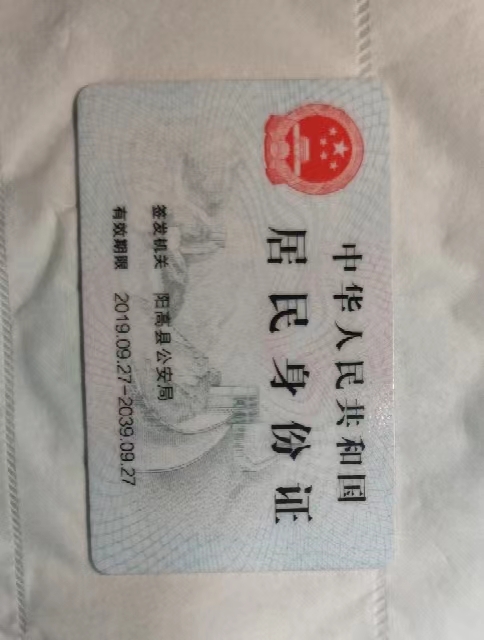 中华人民共和国
居民身份证
签发机关 阳高县公安局
有效期限 2019.09.27-2039.09.27